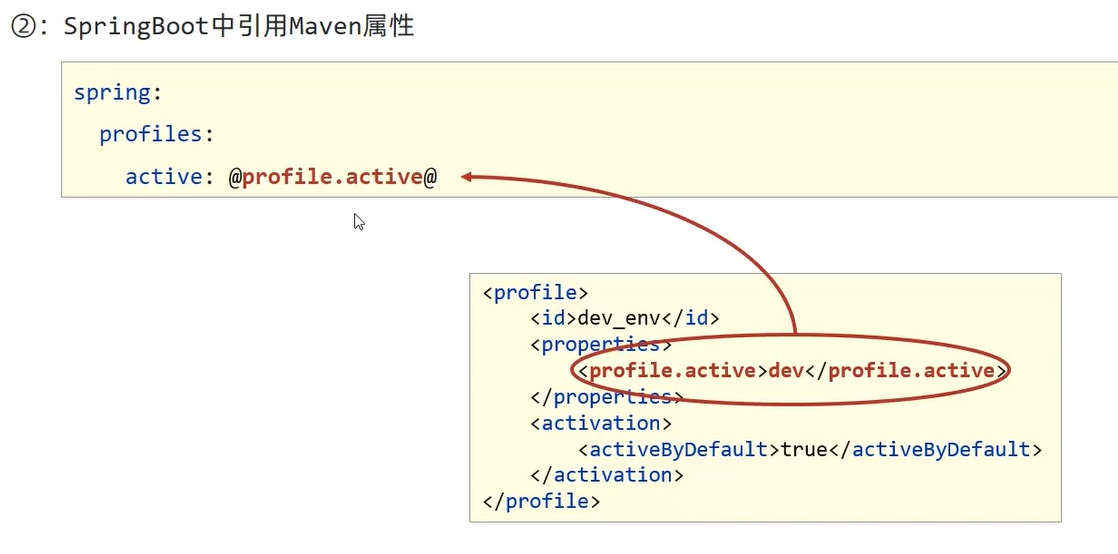 ②：SpringBoot中引用Maven属性
spring:
  profiles:
    active: @profile.active@
<profile>
    <id>dev_env</id>
    <properties>
        <profile.active>dev</profile.active>
    </properties>
    <activation>
        <activeByDefault>true</activeByDefault>
    </activation>
</profile>